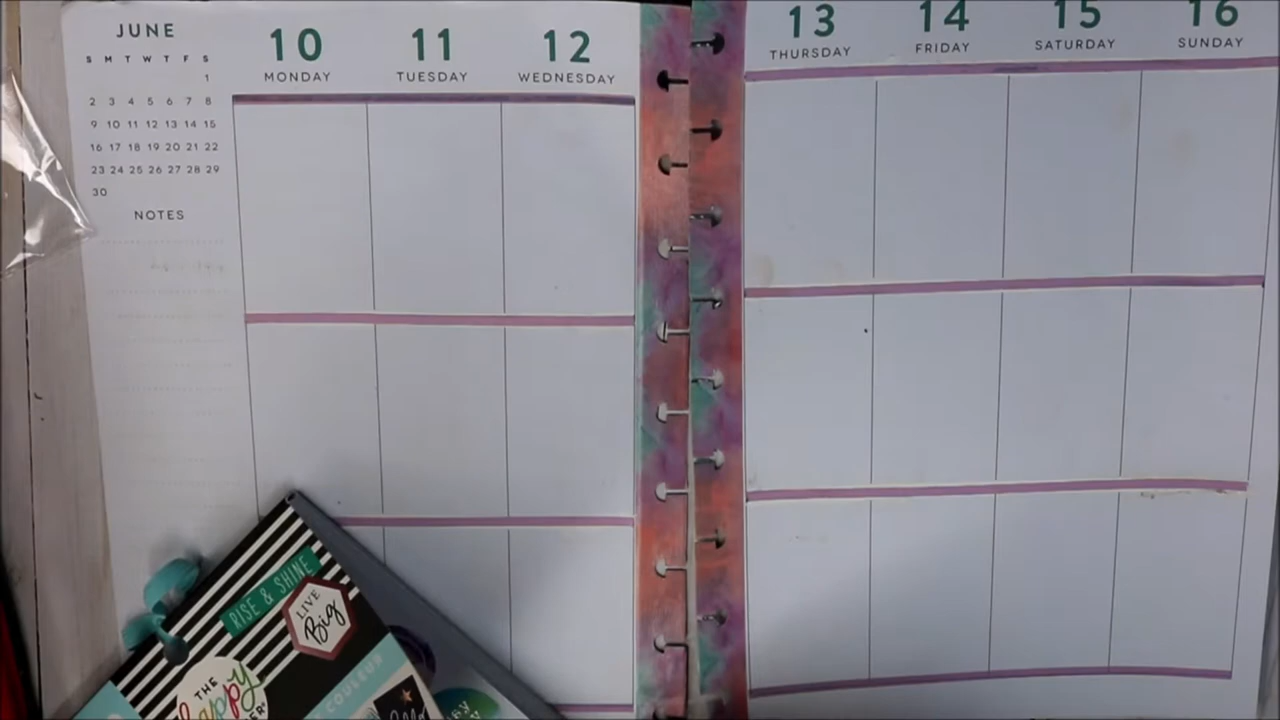 JUNE
S M T W T F S
1
2 3 4 5 6 7 8
9 10 11 12 13 14 15
16 17 18 19 20 21 22
23 24 25 26 27 28 29
30
NOTES
10
MONDAY
11
TUESDAY
12
WEDNESDAY
13
THURSDAY
14
FRIDAY
15
SATURDAY
16
SUNDAY
RISE & SHINE
LIVE
Big
THE
COULEUR